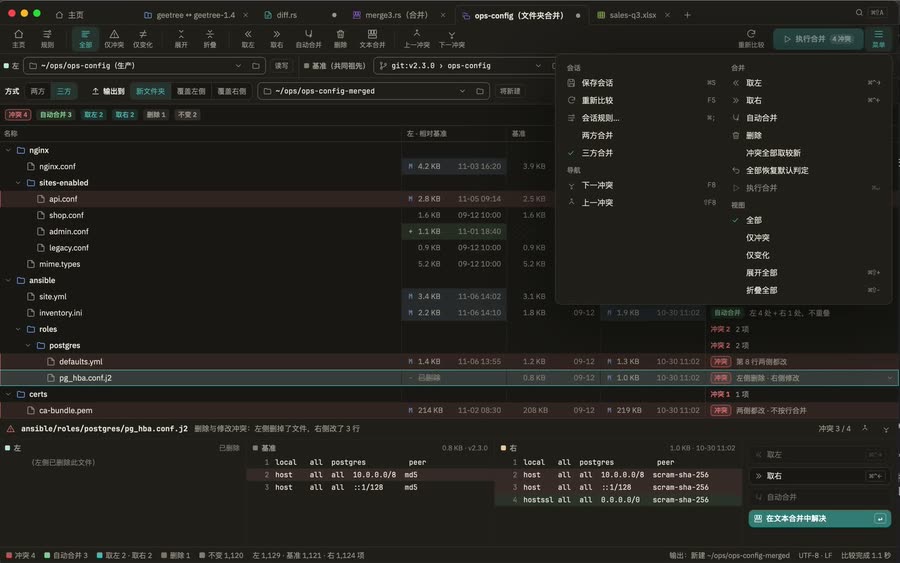 主页
geetree ↔ geetree-1.4
diff.rs
merge3.rs（合并）
ops-config（文件夹合并）
sales-q3.xlsx
主页 规则 全部 仅冲突 仅变化 展开 折叠 取左 取右 自动合并 删除 文本合并 上一冲突 下一冲突 重新比较 执行合并 4 冲突 菜单
左 ~/ops/ops-config (生产) 读写 基准（共同祖先） git:v2.3.0 › ops-config
方式 两方 三方 输出到 新文件夹 覆盖左侧 覆盖右侧 ~/ops/ops-config-merged 将新建
冲突 4 自动合并 3 取左 2 取右 2 删除 1 不变 2
名称 左 · 相对基准 基准
nginx
nginx.conf M 4.2 KB 11-03 16:20 3.9 KB
sites-enabled
api.conf M 2.8 KB 11-05 09:14 2.5 KB
shop.conf 1.6 KB 09-12 10:00 1.6 KB
admin.conf + 1.1 KB 11-01 18:40
legacy.conf 0.9 KB 09-12 10:00 0.9 KB
mime.types 5.2 KB 09-12 10:00 5.2 KB
ansible
site.yml M 3.4 KB 11-06 14:02 3.1 KB
inventory.ini M 2.2 KB 11-06 14:10 1.8 KB 09-12 M 1.9 KB 10-30 11:02 自动合并 左 4 处 + 右 1 处，不重叠
roles 冲突 2 2 项
postgres 冲突 2 2 项
defaults.yml M 1.4 KB 11-06 13:55 1.2 KB 09-12 M 1.3 KB 10-30 11:02 冲突 第 8 行两侧都改
pg_hba.conf.j2 - 已删除 0.8 KB 09-12 M 1.0 KB 10-30 11:02 冲突 左侧删除 · 右侧修改
certs 冲突 1 1 项
ca-bundle.pem M 214 KB 11-02 08:30 208 KB 09-12 M 219 KB 10-30 11:02 冲突 两侧都改 · 不按行合并
会话
保存会话 ⌘S
重新比较 F5
会话规则… ⌘;
两方合并
✓ 三方合并
导航
下一冲突 F8
上一冲突 ⇧F8
合并
取左
取右
自动合并
删除
冲突全部取较新
全部恢复默认判定
执行合并
视图
✓ 全部
仅冲突
仅变化
展开全部
折叠全部
ansible/roles/postgres/pg_hba.conf.j2 删除与修改冲突：左侧删掉了文件，右侧改了 3 行 冲突 3 / 4
左 已删除
（左侧已删除此文件）
基准 0.8 KB · v2.3.0
1 local all postgres peer
2 host all all 10.0.0.0/8 md5
3 host all all ::1/128 md5
右 1.0 KB · 10-30 11:02
1 local all postgres peer
2 host all all 10.0.0.0/8 scram-sha-256
3 host all all ::1/128 scram-sha-256
4 hostssl all all 0.0.0.0/0 scram-sha-256
取左
取右
自动合并
在文本合并中解决
冲突 4 自动合并 3 取左 2 · 取右 2 删除 1 不变 1,120 左 1,129 · 基准 1,121 · 右 1,124 项 输出：新建 ~/ops/ops-config-merged UTF-8 · LF 比较完成 1.1 秒